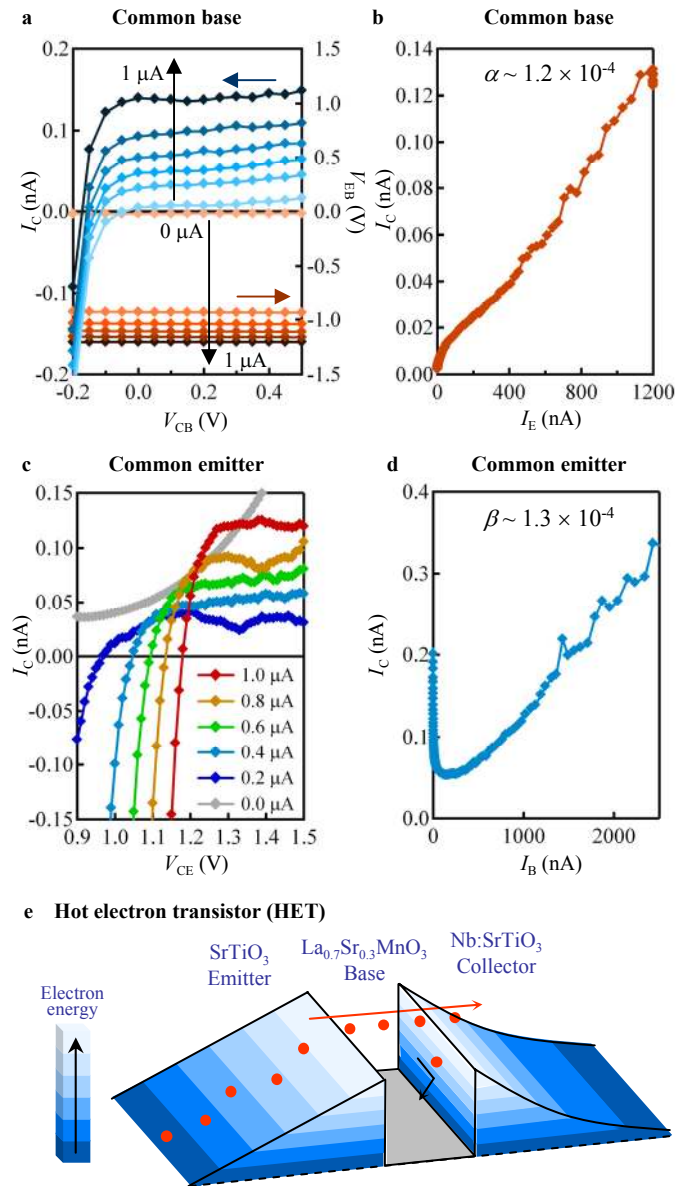 a Common base
1 μA
0 μA
1 μA
0.2
0.1
0.0
-0.1
-0.2
I_C (nA)
1.5
1.0
0.5
0.0
-0.5
-1.0
-1.5
V_EB (V)
-0.2 0.0 0.2 0.4
V_CB (V)
b Common base
α ~ 1.2 × 10⁻⁴
0.14
0.12
0.10
0.08
0.06
0.04
0.02
0.00
I_C (nA)
0 400 800 1200
I_E (nA)
c Common emitter
0.15
0.10
0.05
0.00
-0.05
-0.10
-0.15
I_C (nA)
1.0 μA
0.8 μA
0.6 μA
0.4 μA
0.2 μA
0.0 μA
0.9 1.0 1.1 1.2 1.3 1.4 1.5
V_CE (V)
d Common emitter
β ~ 1.3 × 10⁻⁴
0.4
0.3
0.2
0.1
0.0
I_C (nA)
0 1000 2000
I_B (nA)
e Hot electron transistor (HET)
SrTiO₃
Emitter
La₀.₇Sr₀.₃MnO₃
Base
Nb:SrTiO₃
Collector
Electron
energy